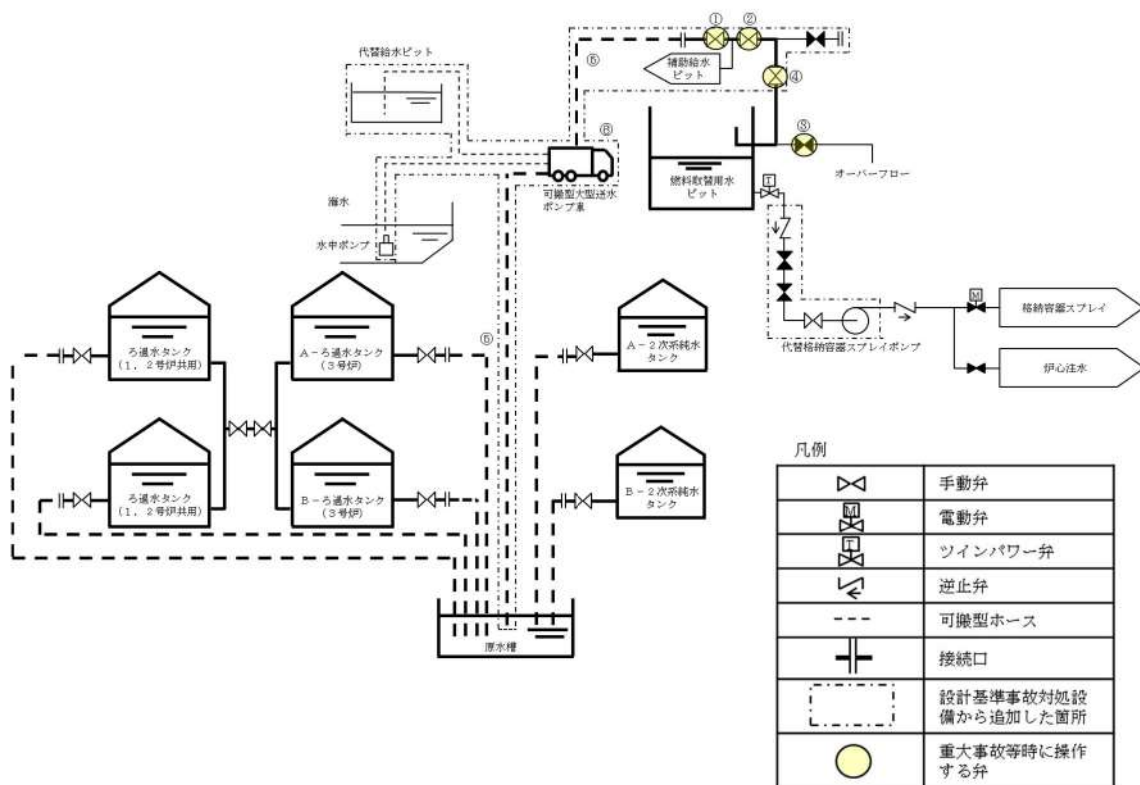 ①
②
代替給水ピット
⑥
補助給水
ピット
④
⑧
③
オーバーフロー
燃料取替用水
ピット
T
可搬型大型送水
ポンプ車
海水
水中ポンプ
代替格納容器スプレイポンプ
M
格納容器スプレイ
炉心注水
ろ過水タンク
(1,2号炉共用)
A-ろ過水タンク
(3号炉)
⑤
A-2次系純水
タンク
ろ過水タンク
(1,2号炉共用)
B-ろ過水タンク
(3号炉)
B-2次系純水
タンク
原水槽
凡例
手動弁
M
電動弁
T
ツインパワー弁
逆止弁
可搬型ホース
接続口
設計基準事故対処設
備から追加した箇所
重大事故等時に操作
する弁